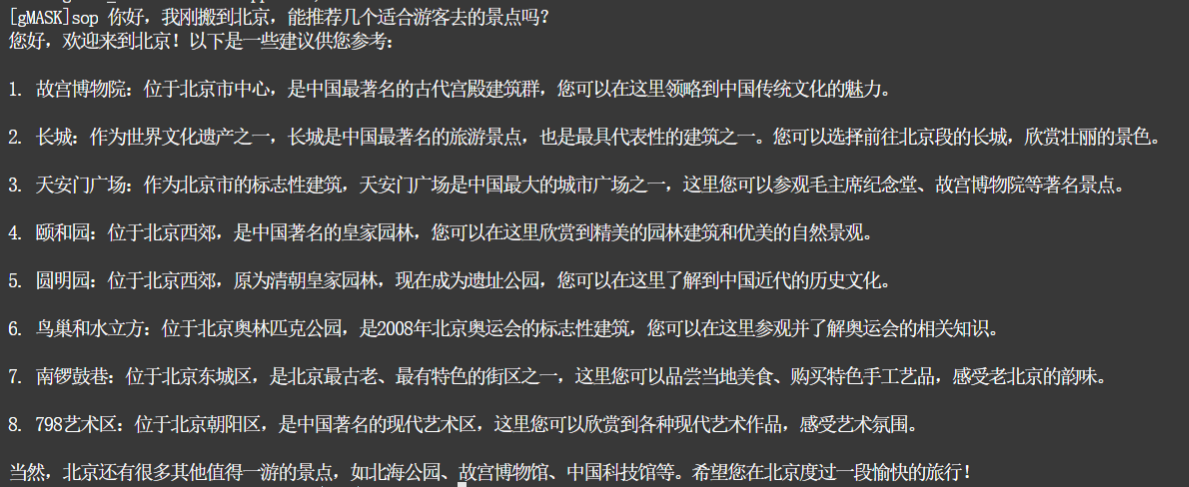 [gMASK]sop 你好，我刚搬到北京，能推荐几个适合游客去的景点吗？
您好，欢迎来到北京！以下是一些建议供您参考：
1. 故宫博物院：位于北京市中心，是中国最著名的古代宫殿建筑群，您可以在这里领略到中国传统文化的魅力。
2. 长城：作为世界文化遗产之一，长城是中国最著名的旅游景点，也是最具代表性的建筑之一。您可以选择前往北京段的长城，欣赏壮丽的景色。
3. 天安门广场：作为北京市的标志性建筑，天安门广场是中国最大的城市广场之一，这里您可以参观毛主席纪念堂、故宫博物院等著名景点。
4. 颐和园：位于北京西郊，是中国著名的皇家园林，您可以在这里欣赏到精美的园林建筑和优美的自然景观。
5. 圆明园：位于北京西郊，原为清朝皇家园林，现在成为遗址公园，您可以在这里了解到中国近代的历史文化。
6. 鸟巢和水立方：位于北京奥林匹克公园，是2008年北京奥运会的标志性建筑，您可以在这里参观并了解奥运会的相关知识。
7. 南锣鼓巷：位于北京东城区，是北京最古老、最有特色的街区之一，这里您可以品尝当地美食、购买特色手工艺品，感受老北京的韵味。
8. 798艺术区：位于北京朝阳区，是中国著名的现代艺术区，这里您可以欣赏到各种现代艺术作品，感受艺术氛围。
当然，北京还有很多其他值得一游的景点，如北海公园、故宫博物馆、中国科技馆等。希望您在北京度过一段愉快的旅行！